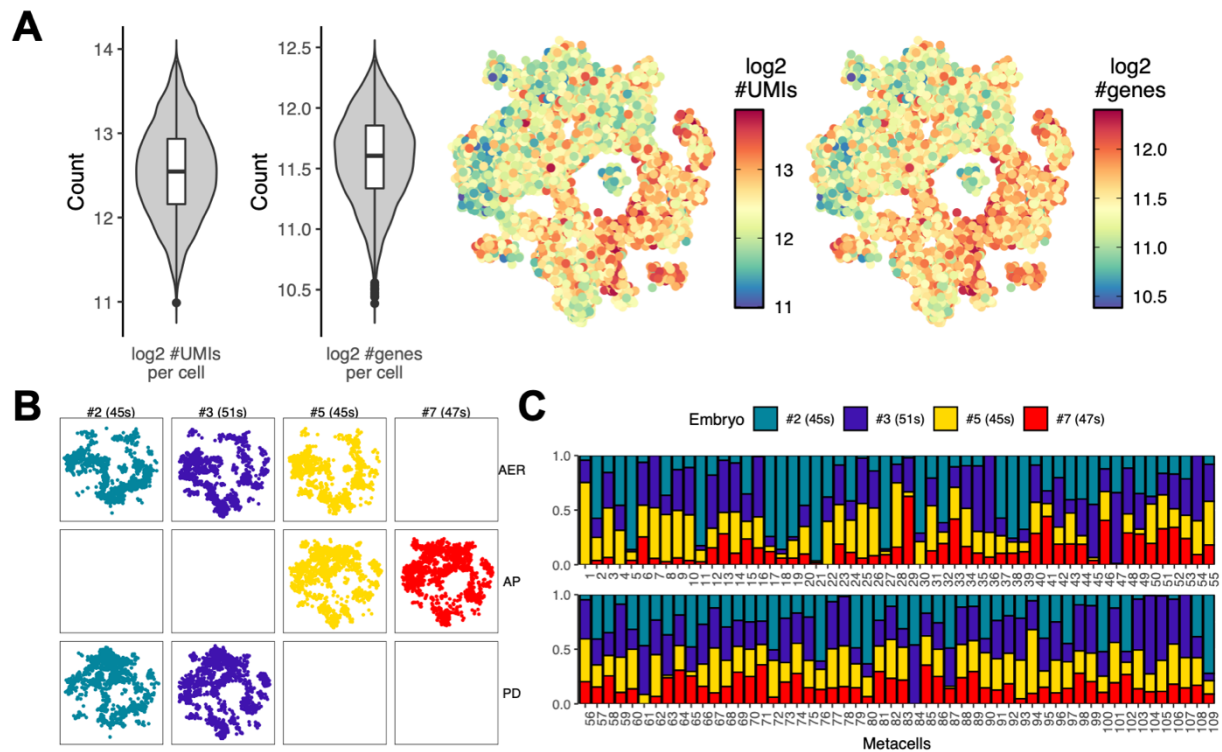 A
14
13
12
11
Count
log2 #UMIs
per cell
12.5
12.0
11.5
11.0
10.5
Count
log2 #genes
per cell
log2
#UMIs
13
12
11
log2
#genes
12.0
11.5
11.0
10.5
B
#2 (45s) #3 (51s) #5 (45s) #7 (47s)
AER
AP
PD
C
Embryo #2 (45s) #3 (51s) #5 (45s) #7 (47s)
1.0
0.5
0.0
1 2 3 4 5 6 7 8 9 10 11 12 13 14 15 16 17 18 19 20 21 22 23 24 25 26 27 28 29 30 31 32 33 34 35 36 37 38 39 40 41 42 43 44 45 46 47 48 49 50 51 52 53 54 55
1.0
0.5
0.0
56 57 58 59 60 61 62 63 64 65 66 67 68 69 70 71 72 73 74 75 76 77 78 79 80 81 82 83 84 85 86 87 88 89 90 91 92 93 94 95 96 97 98 99 100 101 102 103 104 105 106 107 108 109
Metacells